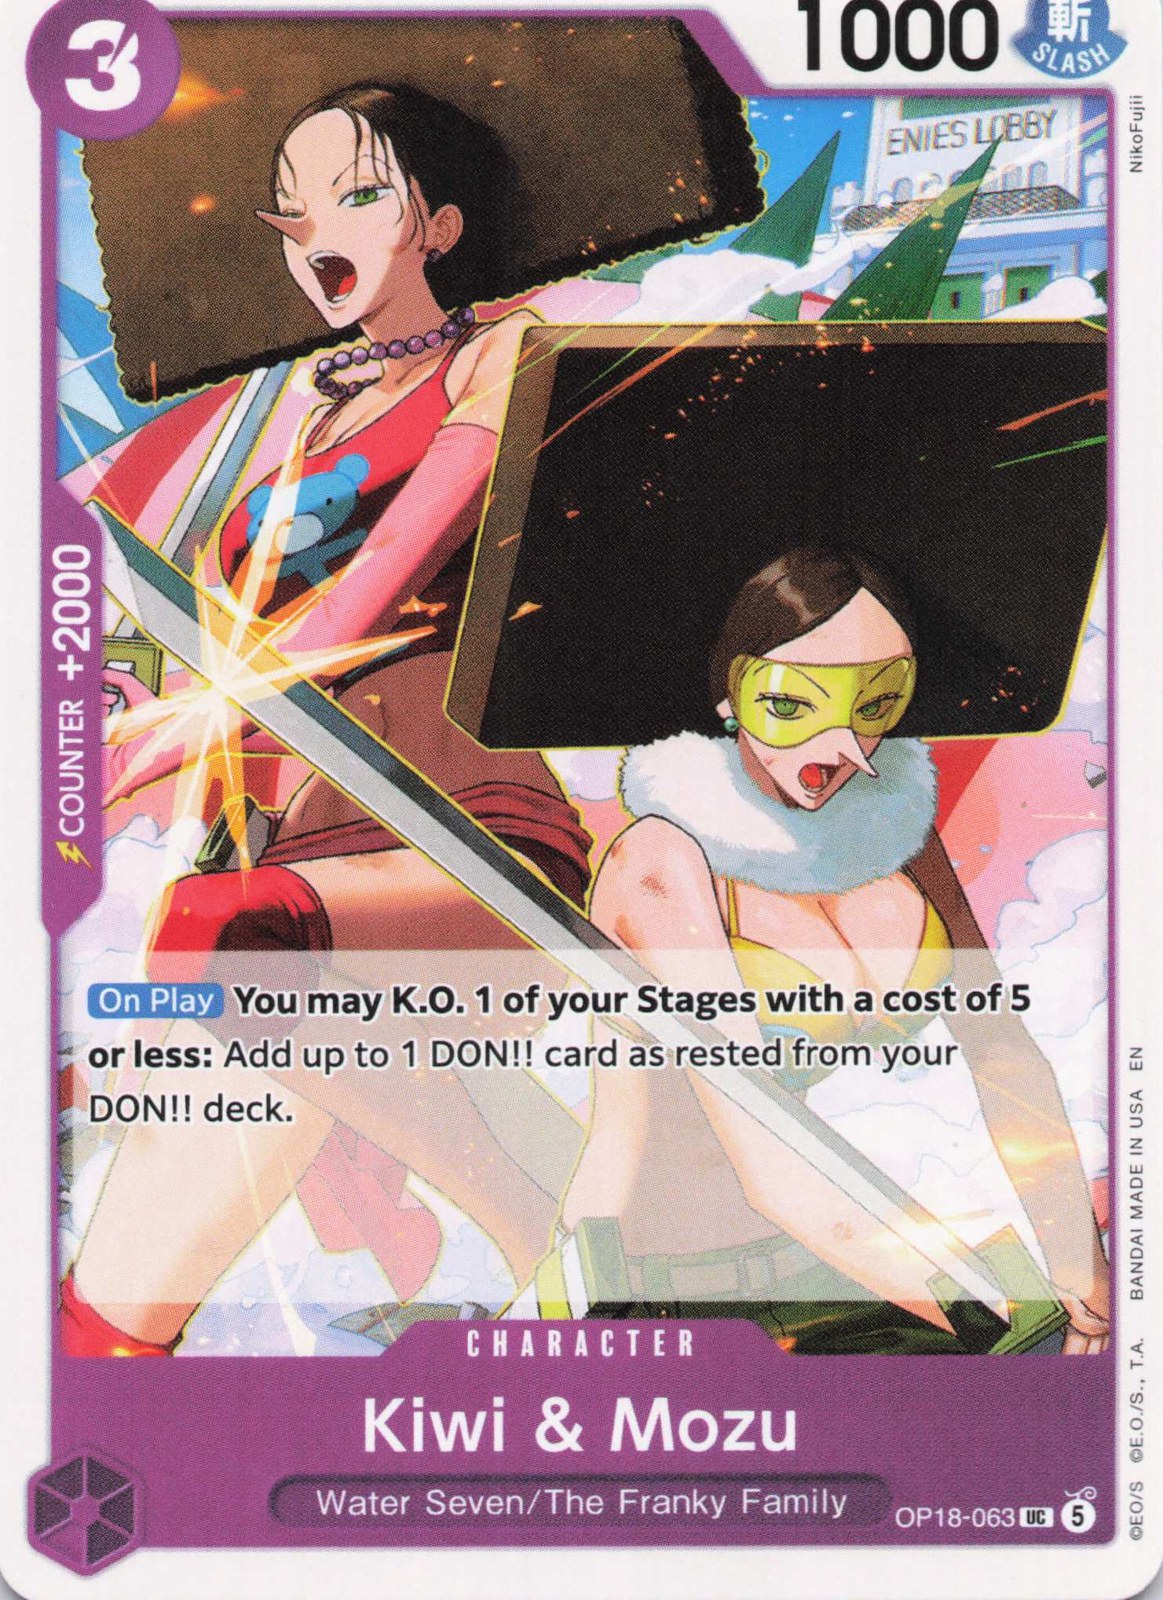 3
1000
斬
SLASH
NikoFujii
ENIES LOBBY
COUNTER +2000
On Play You may K.O. 1 of your Stages with a cost of 5
or less: Add up to 1 DON!! card as rested from your
DON!! deck.
CHARACTER
Kiwi & Mozu
Water Seven/The Franky Family
OP18-063 UC 5
©EO/S ©E.O./S., T.A. BANDAI MADE IN USA EN